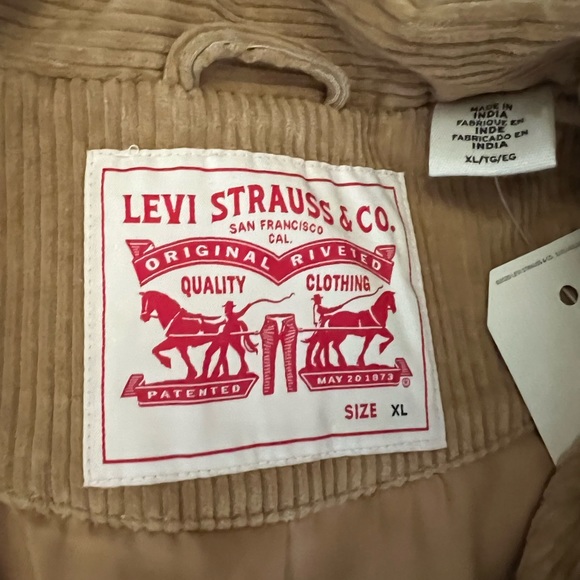 LEVI STRAUSS & CO.
SAN FRANCISCO
CAL.
ORIGINAL RIVETED
QUALITY CLOTHING
PATENTED MAY 20 1873 ®
SIZE XL
MADE IN
INDIA
FABRIQUE EN
INDE
FABRICADO EN
INDIA
XL/TG/EG